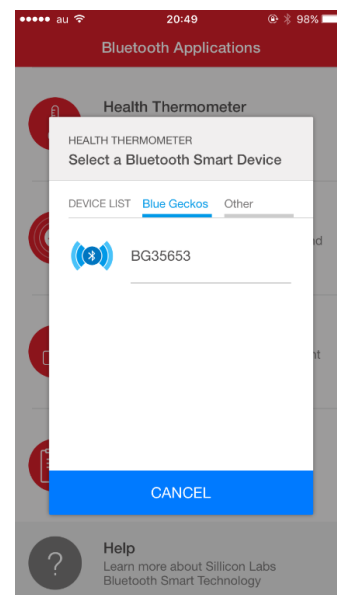 au 20:49 98%
Bluetooth Applications
Health Thermometer
HEALTH THERMOMETER
Select a Bluetooth Smart Device
DEVICE LIST Blue Geckos Other
BG35653
CANCEL
Help
Learn more about Sillicon Labs
Bluetooth Smart Technology